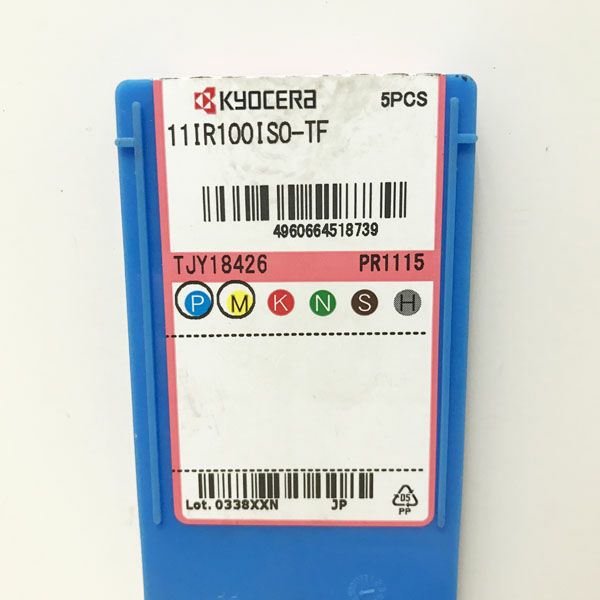 KYOCERA 5PCS
11IR100ISO-TF
4960664518739
TJY18426 PR1115
P M K N S H
Lot. 0338XXN JP
05
PP